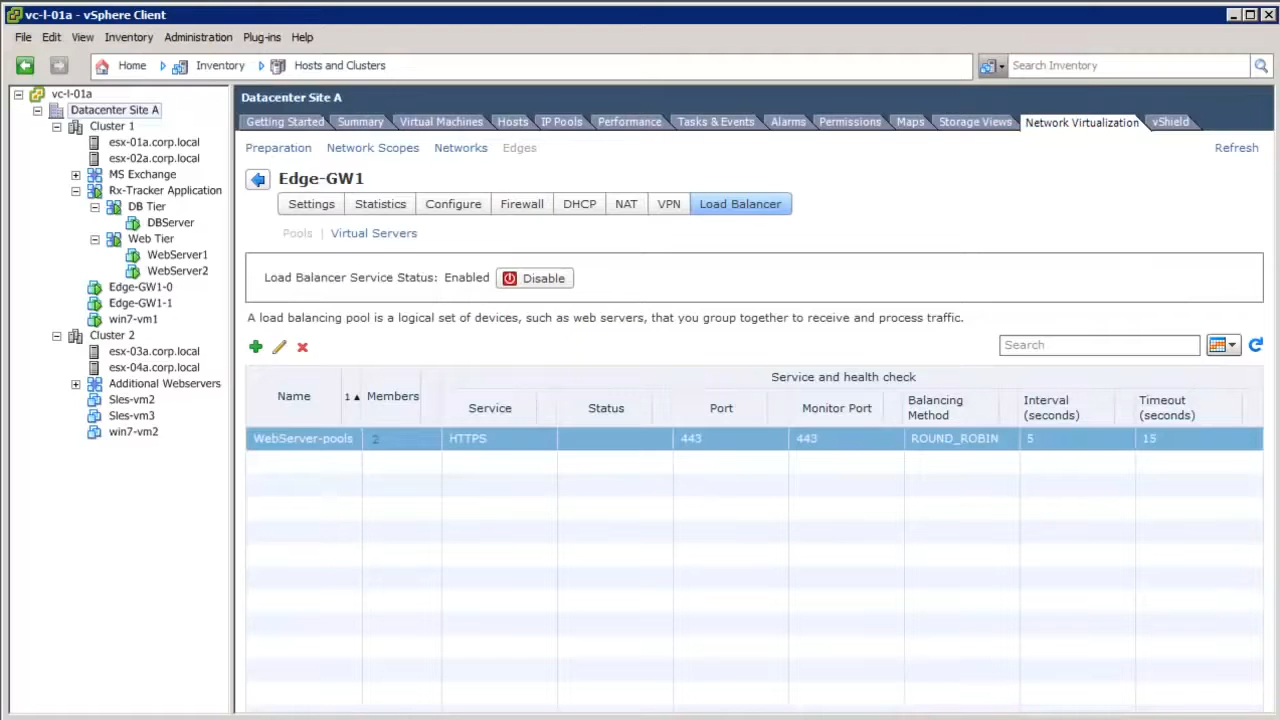 vc-l-01a - vSphere Client
File Edit View Inventory Administration Plug-ins Help
Home Inventory Hosts and Clusters Search Inventory
vc-l-01a
Datacenter Site A
Cluster 1
esx-01a.corp.local
esx-02a.corp.local
MS Exchange
Rx-Tracker Application
DB Tier
DBServer
Web Tier
WebServer1
WebServer2
Edge-GW1-0
Edge-GW1-1
win7-vm1
Cluster 2
esx-03a.corp.local
esx-04a.corp.local
Additional Webservers
Sles-vm2
Sles-vm3
win7-vm2
Datacenter Site A
Getting Started Summary Virtual Machines Hosts IP Pools Performance Tasks & Events Alarms Permissions Maps Storage Views Network Virtualization vShield
Preparation Network Scopes Networks Edges Refresh
Edge-GW1
Settings Statistics Configure Firewall DHCP NAT VPN Load Balancer
Pools | Virtual Servers
Load Balancer Service Status: Enabled Disable
A load balancing pool is a logical set of devices, such as web servers, that you group together to receive and process traffic.
Search
Service and health check
Name 1 Members Service Status Port Monitor Port Balancing Method Interval (seconds) Timeout (seconds)
WebServer-pools 2 HTTPS 443 443 ROUND_ROBIN 5 15